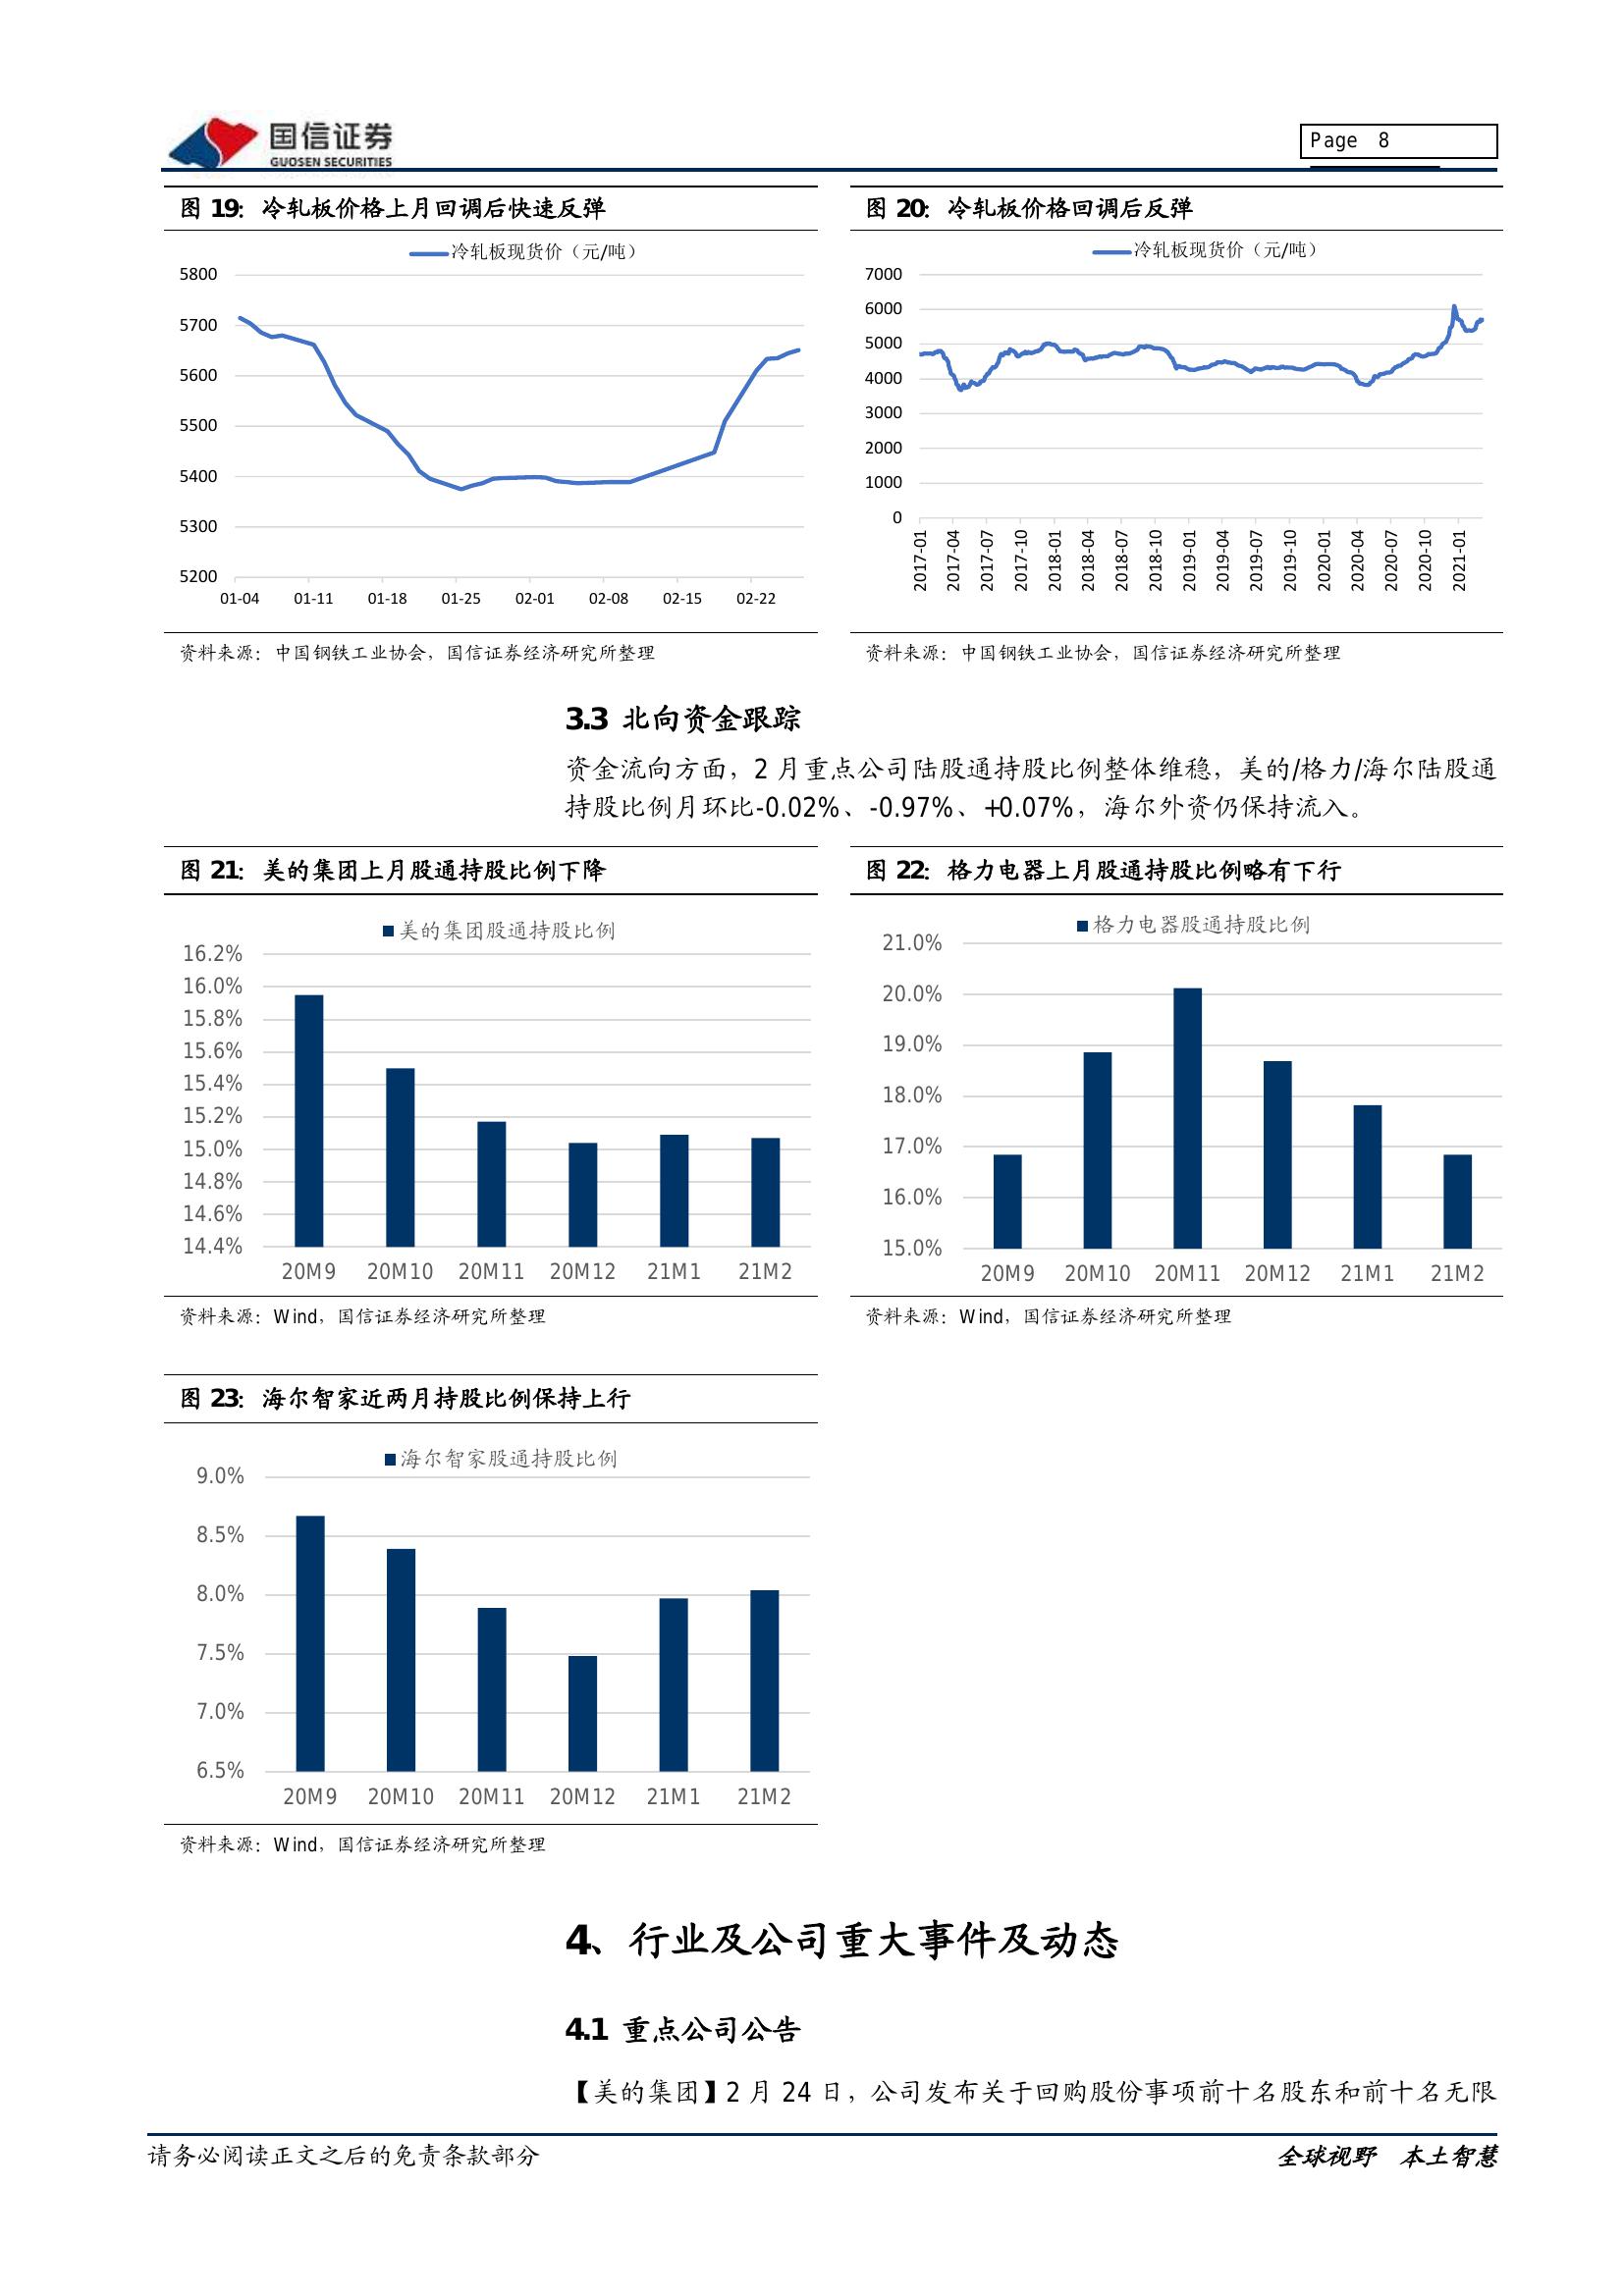 国信证券
GUOSEN SECURITIES
Page 8
图 19：冷轧板价格上月回调后快速反弹
冷轧板现货价（元/吨）
5800
5700
5600
5500
5400
5300
5200
01-04 01-11 01-18 01-25 02-01 02-08 02-15 02-22
资料来源：中国钢铁工业协会，国信证券经济研究所整理
图 20：冷轧板价格回调后反弹
冷轧板现货价（元/吨）
7000
6000
5000
4000
3000
2000
1000
0
2017-01 2017-04 2017-07 2017-10 2018-01 2018-04 2018-07 2018-10 2019-01 2019-04 2019-07 2019-10 2020-01 2020-04 2020-07 2020-10 2021-01
资料来源：中国钢铁工业协会，国信证券经济研究所整理
3.3 北向资金跟踪
资金流向方面，2 月重点公司陆股通持股比例整体维稳，美的/格力/海尔陆股通
持股比例月环比-0.02%、-0.97%、+0.07%，海尔外资仍保持流入。
图 21：美的集团上月股通持股比例下降
美的集团股通持股比例
16.2%
16.0%
15.8%
15.6%
15.4%
15.2%
15.0%
14.8%
14.6%
14.4%
20M9 20M10 20M11 20M12 21M1 21M2
资料来源：Wind，国信证券经济研究所整理
图 22：格力电器上月股通持股比例略有下行
格力电器股通持股比例
21.0%
20.0%
19.0%
18.0%
17.0%
16.0%
15.0%
20M9 20M10 20M11 20M12 21M1 21M2
资料来源：Wind，国信证券经济研究所整理
图 23：海尔智家近两月持股比例保持上行
海尔智家股通持股比例
9.0%
8.5%
8.0%
7.5%
7.0%
6.5%
20M9 20M10 20M11 20M12 21M1 21M2
资料来源：Wind，国信证券经济研究所整理
4、行业及公司重大事件及动态
4.1 重点公司公告
【美的集团】2 月 24 日，公司发布关于回购股份事项前十名股东和前十名无限
请务必阅读正文之后的免责条款部分
全球视野 本土智慧